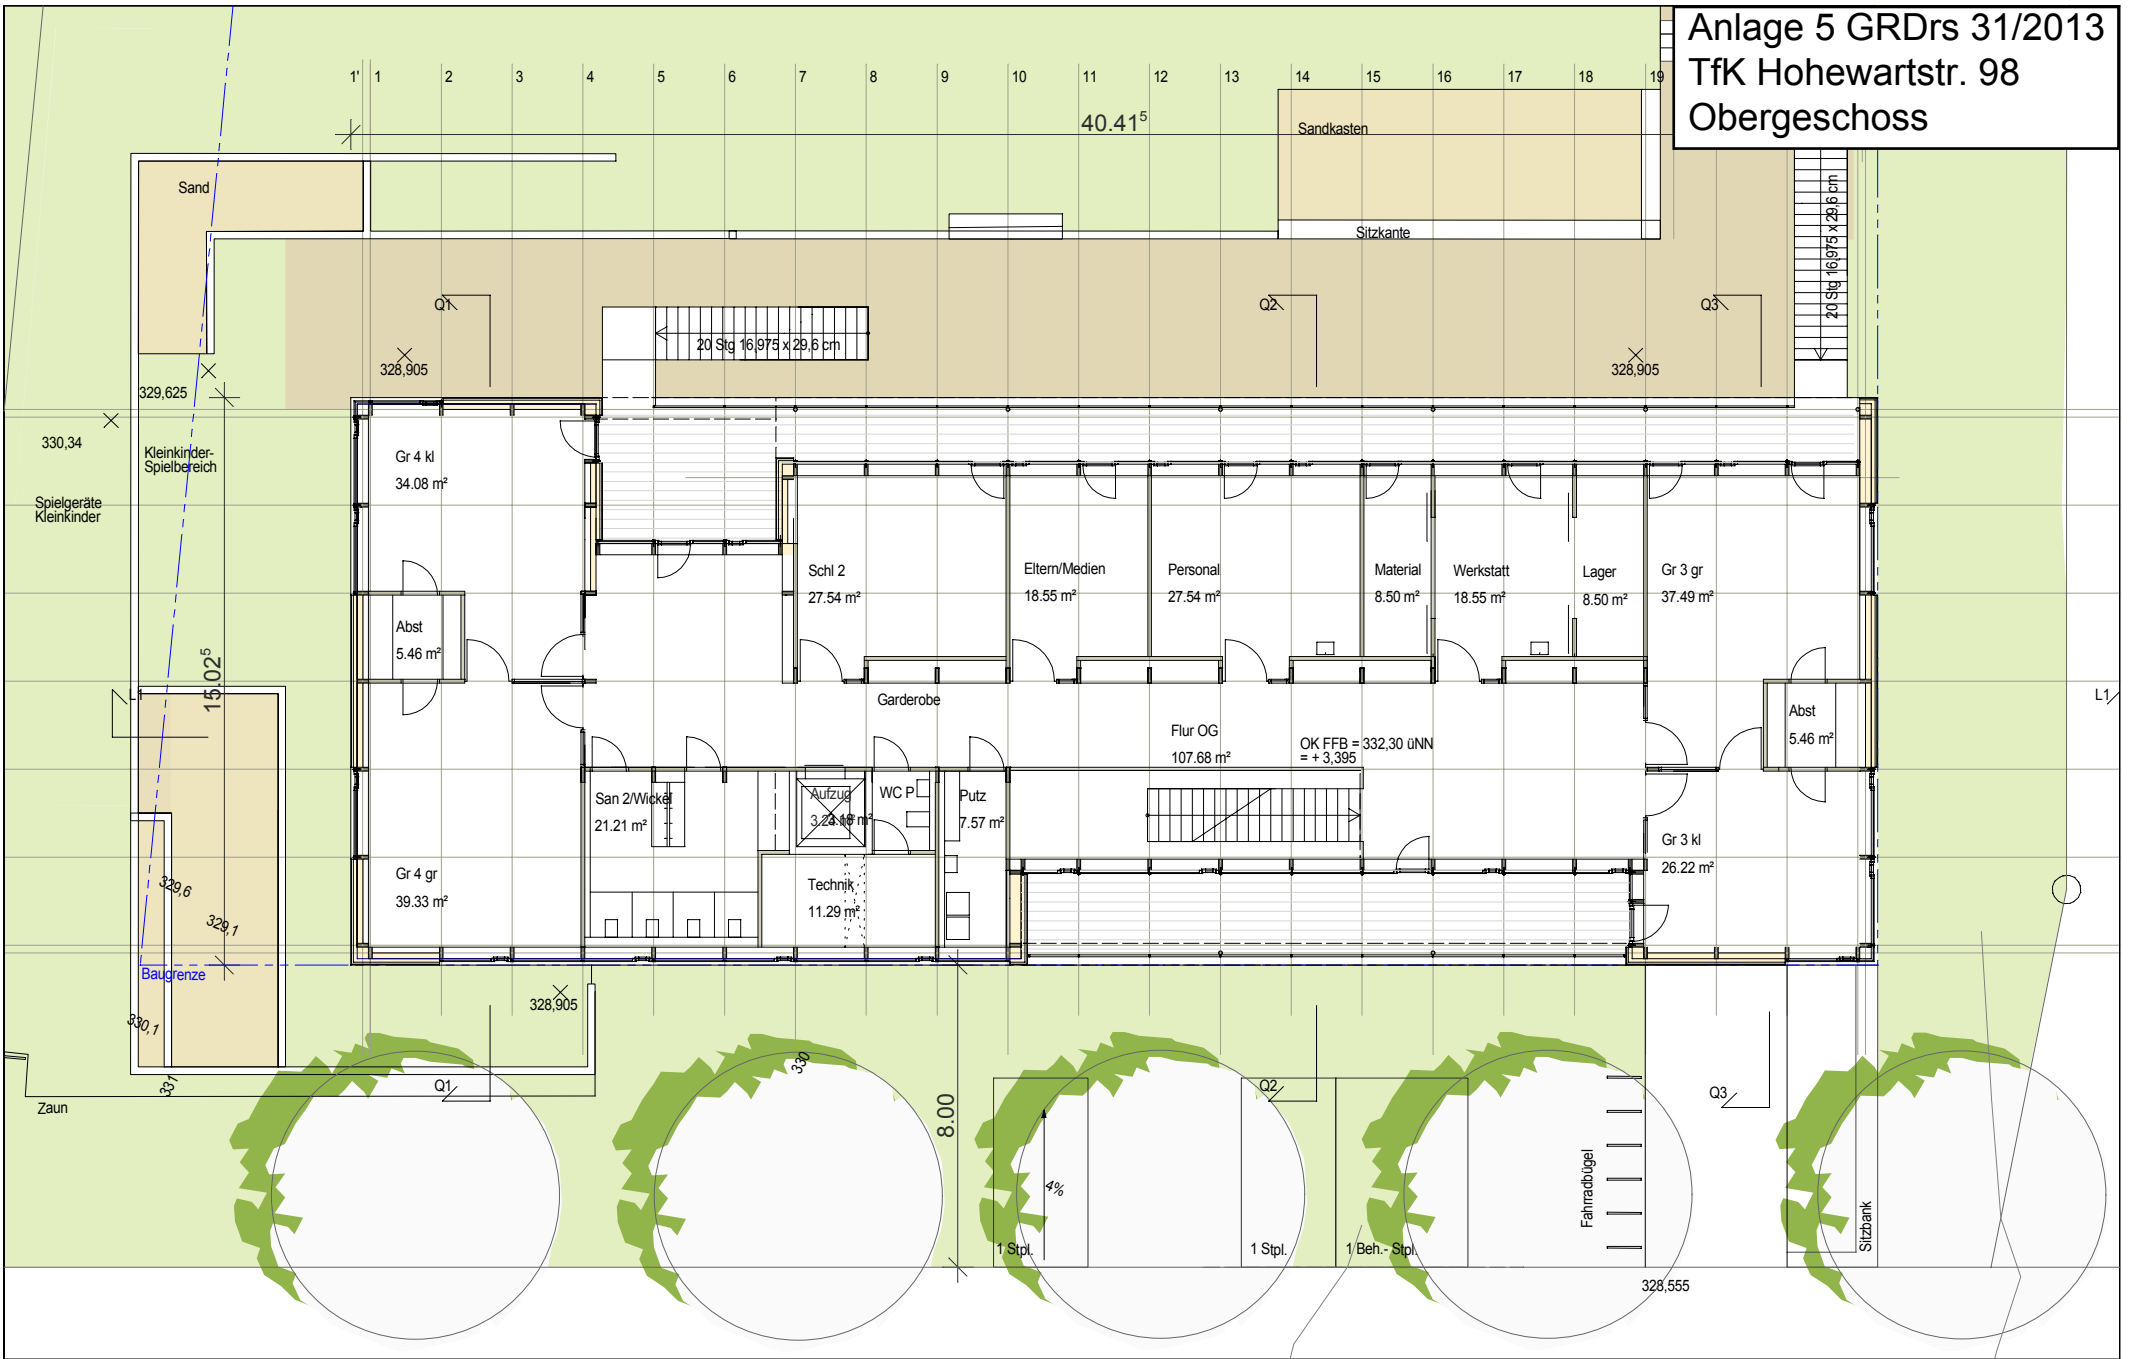 Anlage 5 GRDrs 31/2013
TfK Hohewartstr. 98
Obergeschoss
1' 1 2 3 4 5 6 7 8 9 10 11 12 13 14 15 16 17 18 19
40.41⁵
Sandkasten
Sand
Sitzkante
20 Stg 16,975 x 29,6 cm
Q1
Q2
Q3
20 Stg 16,975 x 29,6 cm
328,905
328,905
329,625
330,34
Kleinkinder-
Spielbereich
Spielgeräte
Kleinkinder
Gr 4 kl
34.08 m²
Schl 2
27.54 m²
Eltern/Medien
18.55 m²
Personal
27.54 m²
Material
8.50 m²
Werkstatt
18.55 m²
Lager
8.50 m²
Gr 3 gr
37.49 m²
Abst
5.46 m²
15.02⁵
L1
L1
Garderobe
Flur OG
107.68 m²
OK FFB = 332,30 üNN
= + 3,395
Abst
5.46 m²
San 2/Wickel
21.21 m²
Aufzug
WC P
Putz
7.57 m²
Gr 3 kl
26.22 m²
Gr 4 gr
39.33 m²
Technik
11.29 m²
329,6
329,1
Baugrenze
330,1
328,905
331
330
Zaun
Q1
Q2
Q3
8.00
4%
Fahrradbügel
Sitzbank
1 Stpl.
1 Stpl.
1 Beh.- Stpl.
328,555